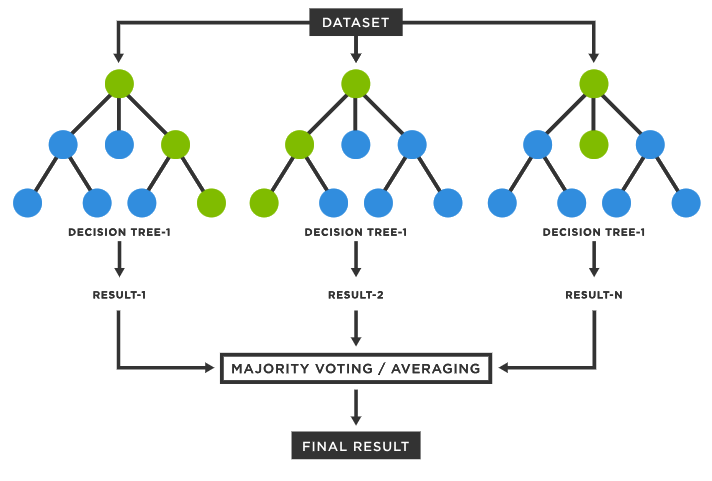 DATASET
DECISION TREE-1
DECISION TREE-1
DECISION TREE-1
RESULT-1
RESULT-2
RESULT-N
MAJORITY VOTING / AVERAGING
FINAL RESULT